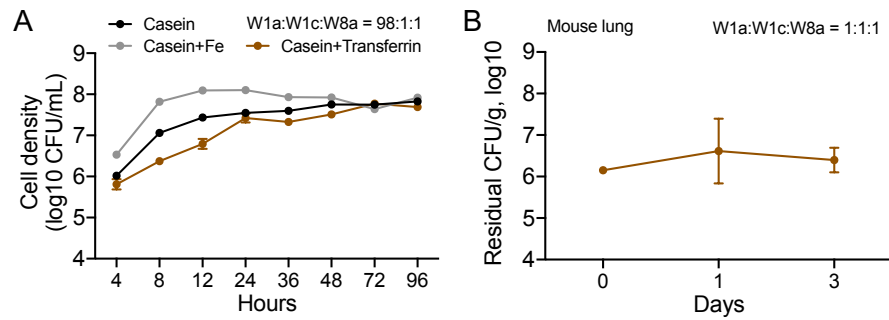 A
Casein
W1a:W1c:W8a = 98:1:1
Casein+Fe
Casein+Transferrin
Cell density
(log10 CFU/mL)
9
8
7
6
5
4
4 8 12 24 36 48 72 96
Hours
B
Mouse lung
W1a:W1c:W8a = 1:1:1
Residual CFU/g, log10
9
8
7
6
5
4
0 1 3
Days